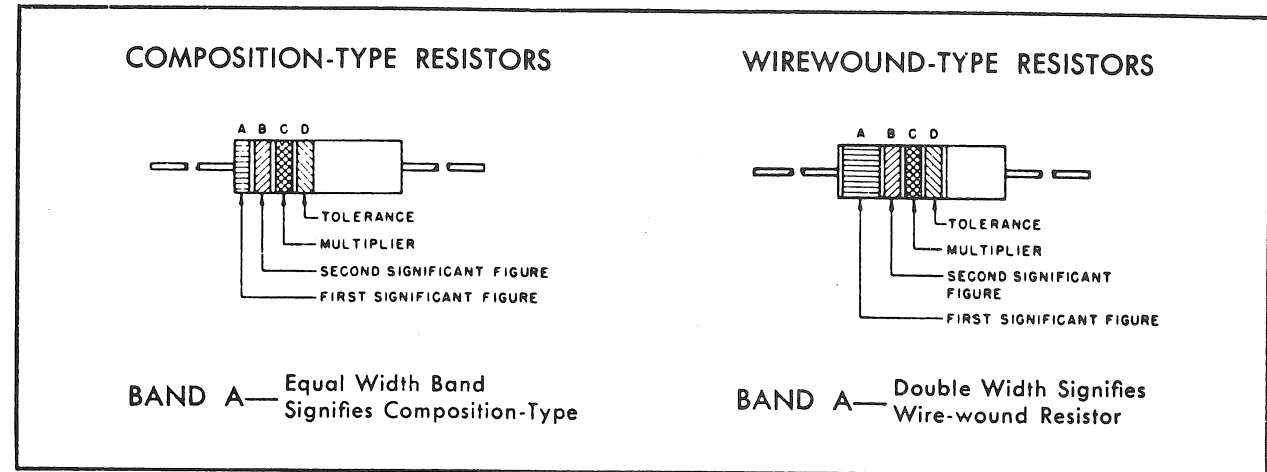 COMPOSITION-TYPE RESISTORS
A B C D
TOLERANCE
MULTIPLIER
SECOND SIGNIFICANT FIGURE
FIRST SIGNIFICANT FIGURE
BAND A— Equal Width Band
Signifies Composition-Type
WIREWOUND-TYPE RESISTORS
A B C D
TOLERANCE
MULTIPLIER
SECOND SIGNIFICANT
FIGURE
FIRST SIGNIFICANT FIGURE
BAND A— Double Width Signifies
Wire-wound Resistor